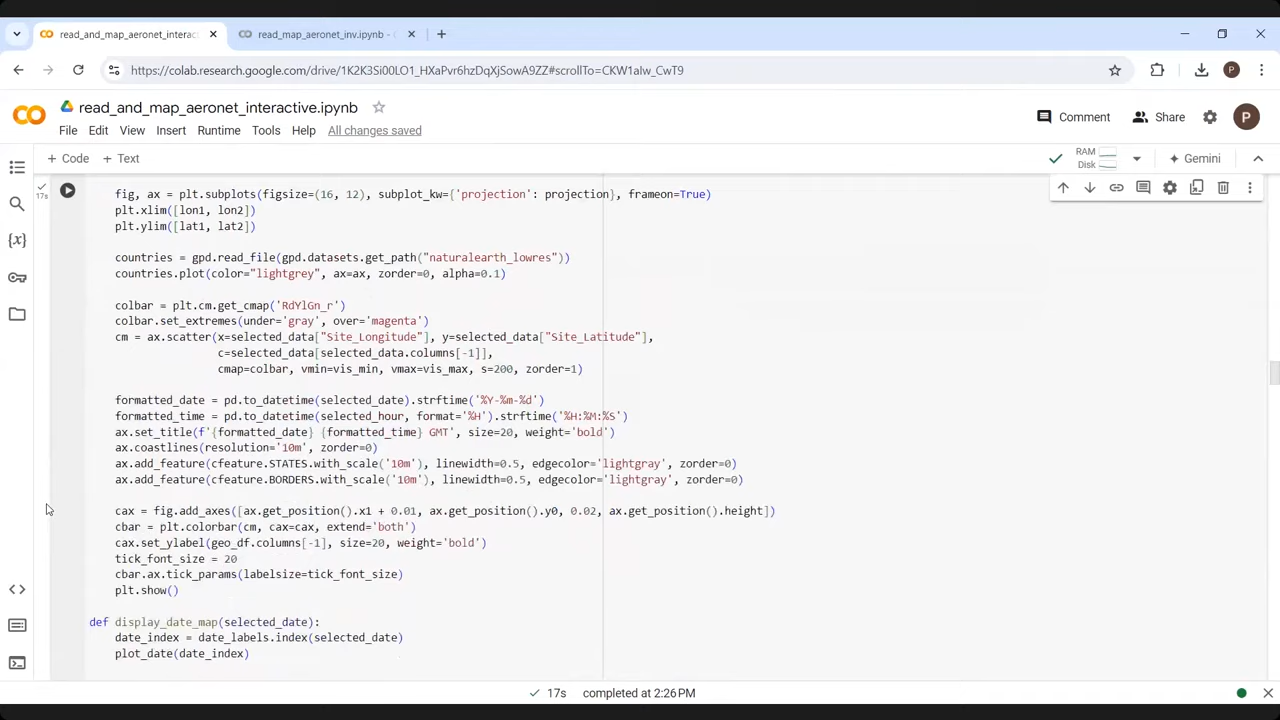 read_and_map_aeronet_interac
read_map_aeronet_inv.ipynb - C
https://colab.research.google.com/drive/1K2K3Si00LO1_HXaPvr6hzDqXjSowA9ZZ#scrollTo=CKW1aIw_CwT9
P
read_and_map_aeronet_interactive.ipynb
Comment
Share
P
File Edit View Insert Runtime Tools Help All changes saved
+ Code + Text
RAM
Disk
Gemini
17s
{x}
fig, ax = plt.subplots(figsize=(16, 12), subplot_kw={'projection': projection}, frameon=True)
plt.xlim([lon1, lon2])
plt.ylim([lat1, lat2])
countries = gpd.read_file(gpd.datasets.get_path("naturalearth_lowres"))
countries.plot(color="lightgrey", ax=ax, zorder=0, alpha=0.1)
colbar = plt.cm.get_cmap('RdYlGn_r')
colbar.set_extremes(under='gray', over='magenta')
cm = ax.scatter(x=selected_data["Site_Longitude"], y=selected_data["Site_Latitude"],
c=selected_data[selected_data.columns[-1]],
cmap=colbar, vmin=vis_min, vmax=vis_max, s=200, zorder=1)
formatted_date = pd.to_datetime(selected_date).strftime('%Y-%m-%d')
formatted_time = pd.to_datetime(selected_hour, format='%H').strftime('%H:%M:%S')
ax.set_title(f'{formatted_date} {formatted_time} GMT', size=20, weight='bold')
ax.coastlines(resolution='10m', zorder=0)
ax.add_feature(cfeature.STATES.with_scale('10m'), linewidth=0.5, edgecolor='lightgray', zorder=0)
ax.add_feature(cfeature.BORDERS.with_scale('10m'), linewidth=0.5, edgecolor='lightgray', zorder=0)
cax = fig.add_axes([ax.get_position().x1 + 0.01, ax.get_position().y0, 0.02, ax.get_position().height])
cbar = plt.colorbar(cm, cax=cax, extend='both')
cax.set_ylabel(geo_df.columns[-1], size=20, weight='bold')
tick_font_size = 20
cbar.ax.tick_params(labelsize=tick_font_size)
plt.show()
def display_date_map(selected_date):
date_index = date_labels.index(selected_date)
plot_date(date_index)
17s completed at 2:26 PM